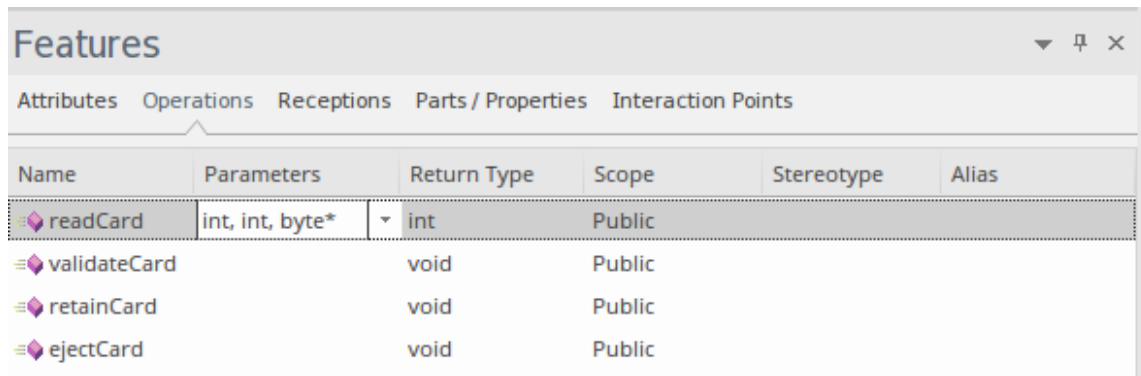 Features
Attributes Operations Receptions Parts / Properties Interaction Points
Name Parameters Return Type Scope Stereotype Alias
readCard int, int, byte* int Public
validateCard void Public
retainCard void Public
ejectCard void Public